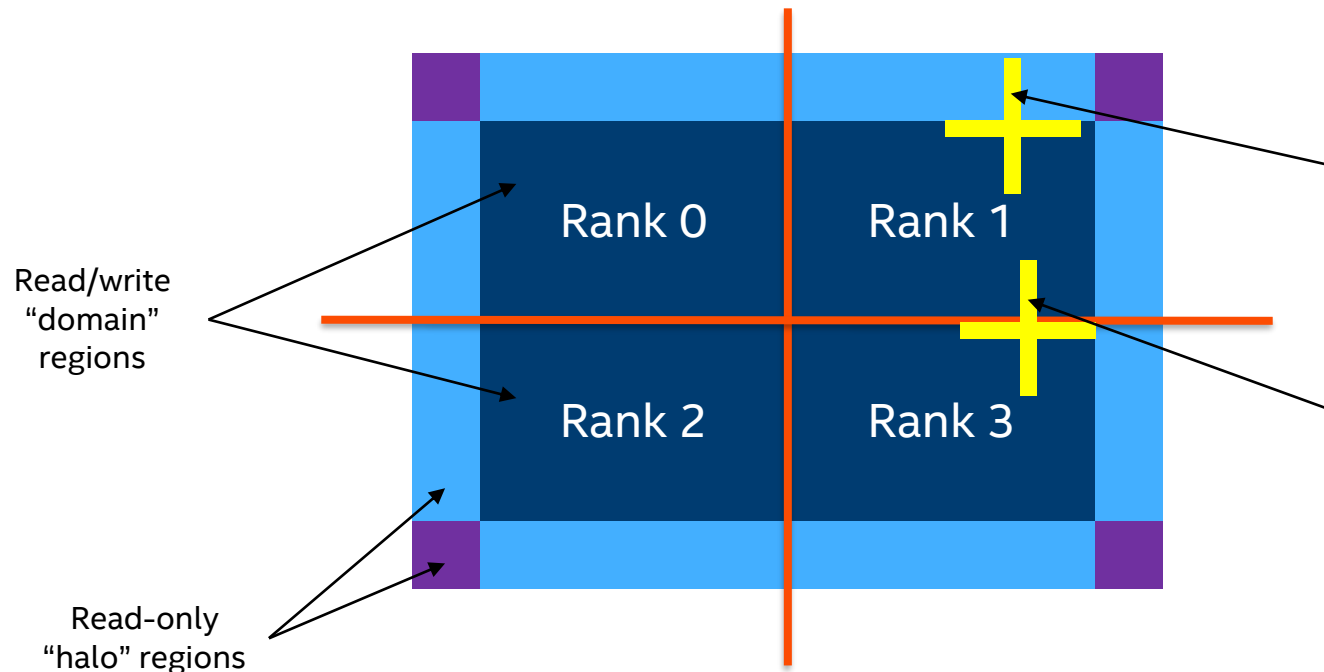 Rank 0
Rank 1
Read/write
“domain”
regions
Rank 2
Rank 3
Read-only
“halo” regions